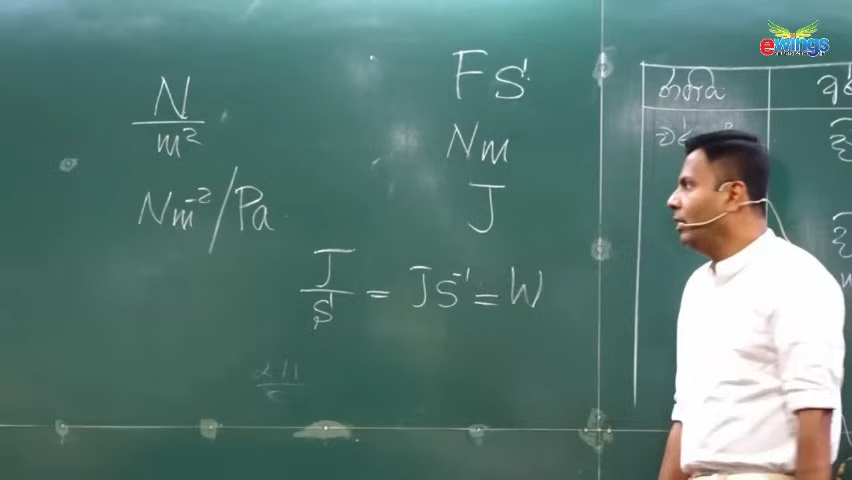 ewings
N
m²
Nm⁻²/Pa
Fs
Nm
J
J/s = Js⁻¹ = W
රාශිය